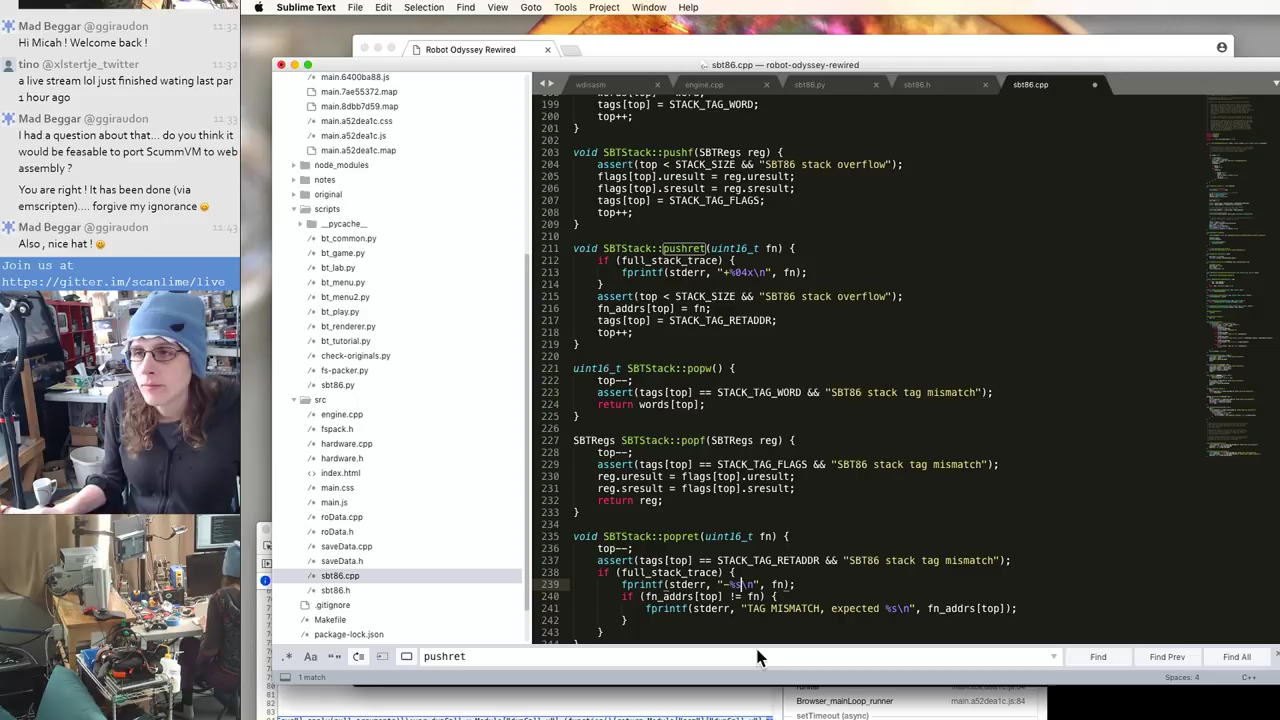 Mad Beggar @ggiraudon 11:32
Hi Micah ! Welcome back !
tino @xlstertje_twitter 11:32
a live stream lol just finished wating last par
1 hour ago
Mad Beggar @ggiraudon 11:33
I had a question about that... do you think it
would be feasable to port ScummVM to web
assembly ?
You are right ! It has been done (via
emscripten).... forgive my ignorance
Mad Beggar @ggiraudon 11:43
Also , nice hat !
Join us at
https://gitter.im/scanlime/live
Sublime Text File Edit Selection Find View Goto Tools Project Window Help
Robot Odyssey Rewired
sbt86.cpp — robot-odyssey-rewired
main.6400ba88.js
main.7ae55372.map
main.8dbb7d59.map
main.a52dea1c.css
main.a52dea1c.js
main.a52dea1c.map
node_modules
notes
original
scripts
__pycache__
bt_common.py
bt_game.py
bt_lab.py
bt_menu.py
bt_menu2.py
bt_play.py
bt_renderer.py
bt_tutorial.py
check-originals.py
fs-packer.py
sbt86.py
src
engine.cpp
fspack.h
hardware.cpp
hardware.h
index.html
main.css
main.js
roData.cpp
roData.h
saveData.cpp
saveData.h
sbt86.cpp
sbt86.h
.gitignore
Makefile
package-lock.json
wdisasm engine.cpp sbt86.py sbt86.h sbt86.cpp
199 tags[top] = STACK_TAG_WORD;
200 top++;
201 }
202
203 void SBTStack::pushf(SBTRegs reg) {
204 assert(top < STACK_SIZE && "SBT86 stack overflow");
205 flags[top].uresult = reg.uresult;
206 flags[top].sresult = reg.sresult;
207 tags[top] = STACK_TAG_FLAGS;
208 top++;
209 }
210
211 void SBTStack::pushret(uint16_t fn) {
212 if (full_stack_trace) {
213 fprintf(stderr, "+%04x\n", fn);
214 }
215 assert(top < STACK_SIZE && "SBT86 stack overflow");
216 fn_addrs[top] = fn;
217 tags[top] = STACK_TAG_RETADDR;
218 top++;
219 }
220
221 uint16_t SBTStack::popw() {
222 top--;
223 assert(tags[top] == STACK_TAG_WORD && "SBT86 stack tag mismatch");
224 return words[top];
225 }
226
227 SBTRegs SBTStack::popf(SBTRegs reg) {
228 top--;
229 assert(tags[top] == STACK_TAG_FLAGS && "SBT86 stack tag mismatch");
230 reg.uresult = flags[top].uresult;
231 reg.sresult = flags[top].sresult;
232 return reg;
233 }
234
235 void SBTStack::popret(uint16_t fn) {
236 top--;
237 assert(tags[top] == STACK_TAG_RETADDR && "SBT86 stack tag mismatch");
238 if (full_stack_trace) {
239 fprintf(stderr, "-%s\n", fn);
240 if (fn_addrs[top] != fn) {
241 fprintf(stderr, "TAG MISMATCH, expected %s\n", fn_addrs[top]);
242 }
243 }
pushret Find Find Prev Find All
1 match Spaces: 4 C++
80
81
Browser_mainLoop_runner main.a52dea1c.js:84
setTimeout (async)